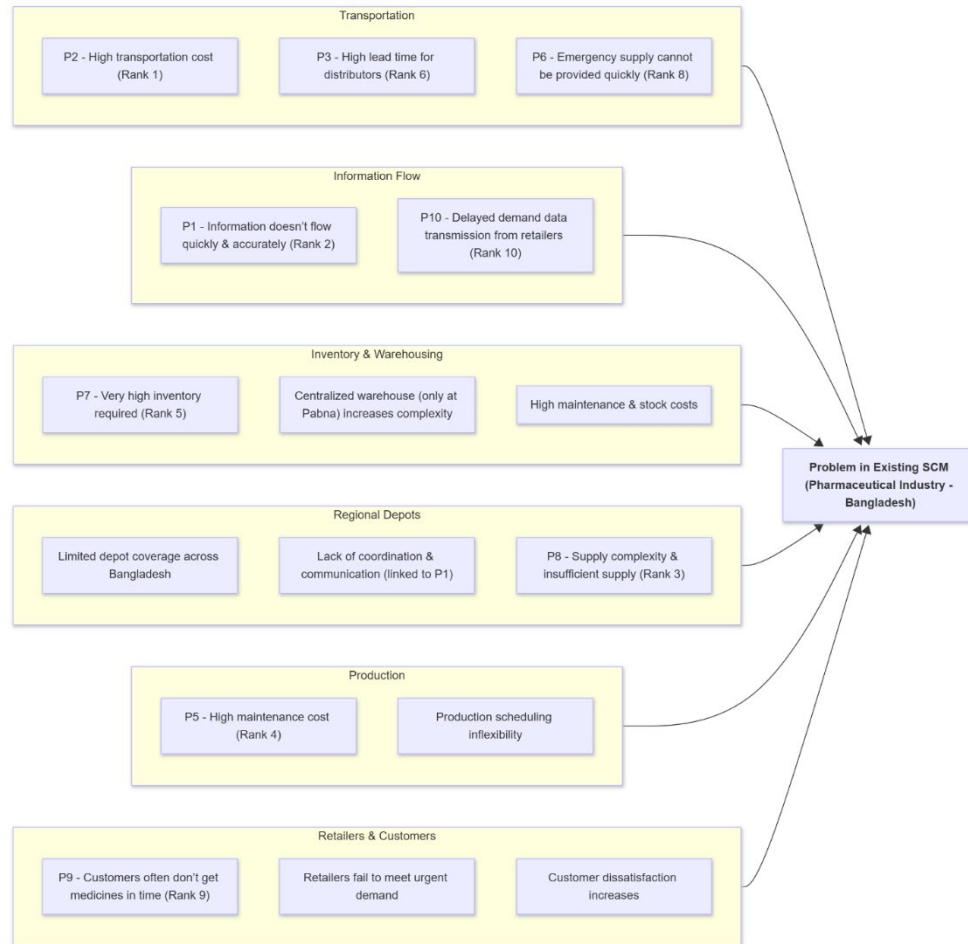 Transportation
P2 - High transportation cost
(Rank 1)
P3 - High lead time for
distributors (Rank 6)
P6 - Emergency supply cannot
be provided quickly (Rank 8)
Information Flow
P1 - Information doesn't flow
quickly & accurately (Rank 2)
P10 - Delayed demand data
transmission from retailers
(Rank 10)
Inventory & Warehousing
P7 - Very high inventory
required (Rank 5)
Centralized warehouse (only at
Pabna) increases complexity
High maintenance & stock costs
Problem in Existing SCM
(Pharmaceutical Industry -
Bangladesh)
Regional Depots
Limited depot coverage across
Bangladesh
Lack of coordination &
communication (linked to P1)
P8 - Supply complexity &
insufficient supply (Rank 3)
Production
P5 - High maintenance cost
(Rank 4)
Production scheduling
inflexibility
Retailers & Customers
P9 - Customers often don't get
medicines in time (Rank 9)
Retailers fail to meet urgent
demand
Customer dissatisfaction
increases